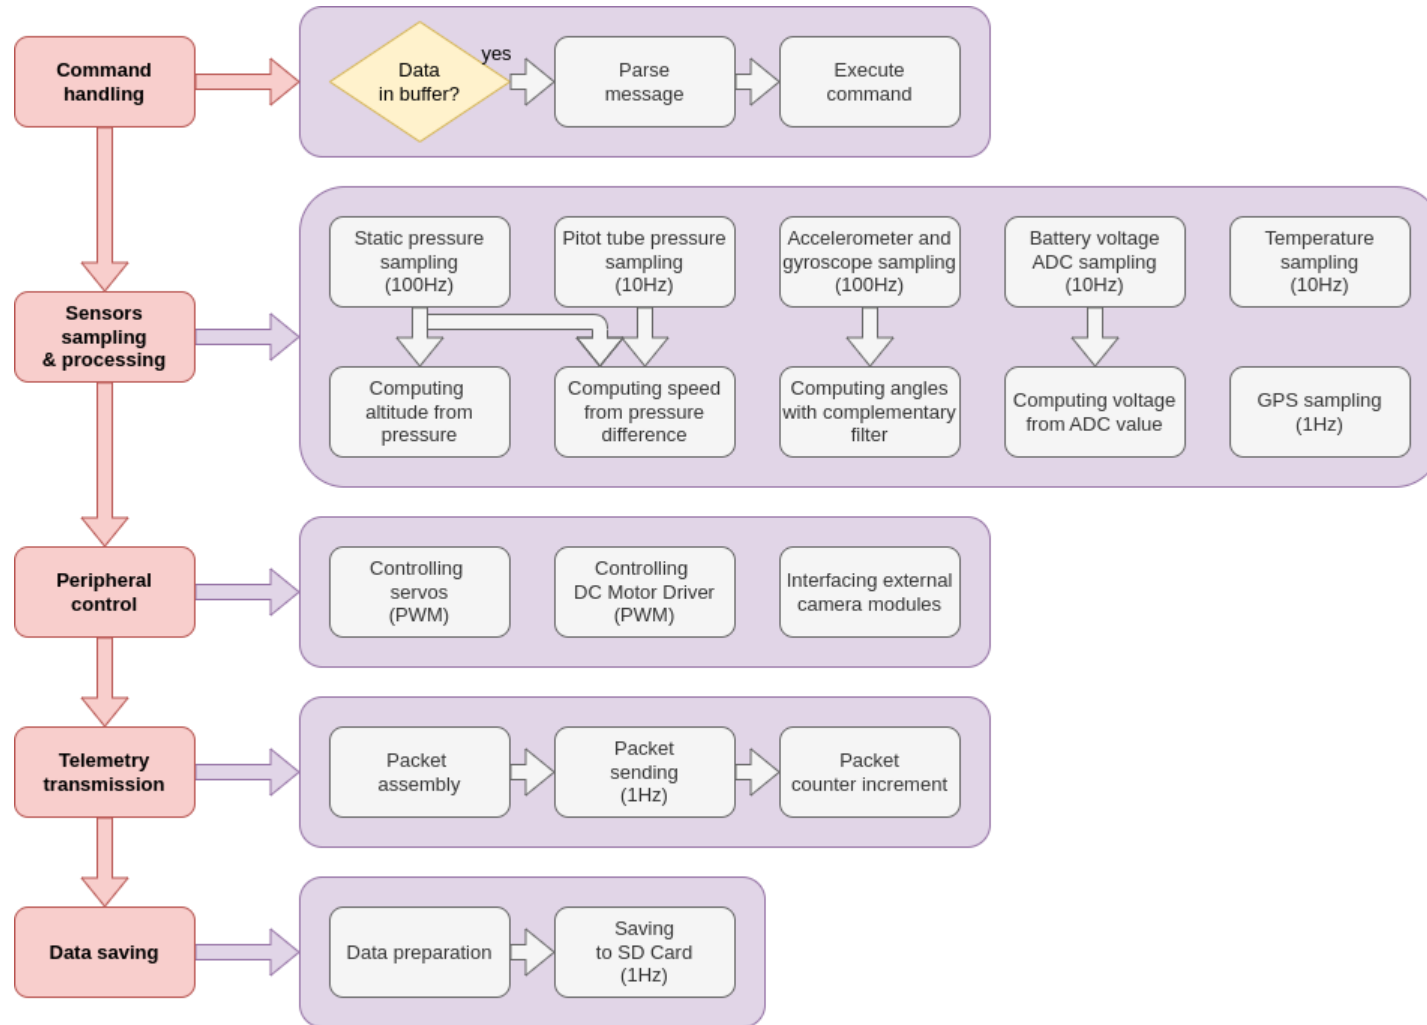 Command
handling
Data
in buffer?
yes
Parse
message
Execute
command
Sensors
sampling
& processing
Static pressure
sampling
(100Hz)
Pitot tube pressure
sampling
(10Hz)
Accelerometer and
gyroscope sampling
(100Hz)
Battery voltage
ADC sampling
(10Hz)
Temperature
sampling
(10Hz)
Computing
altitude from
pressure
Computing speed
from pressure
difference
Computing angles
with complementary
filter
Computing voltage
from ADC value
GPS sampling
(1Hz)
Peripheral
control
Controlling
servos
(PWM)
Controlling
DC Motor Driver
(PWM)
Interfacing external
camera modules
Telemetry
transmission
Packet
assembly
Packet
sending
(1Hz)
Packet
counter increment
Data saving
Data preparation
Saving
to SD Card
(1Hz)